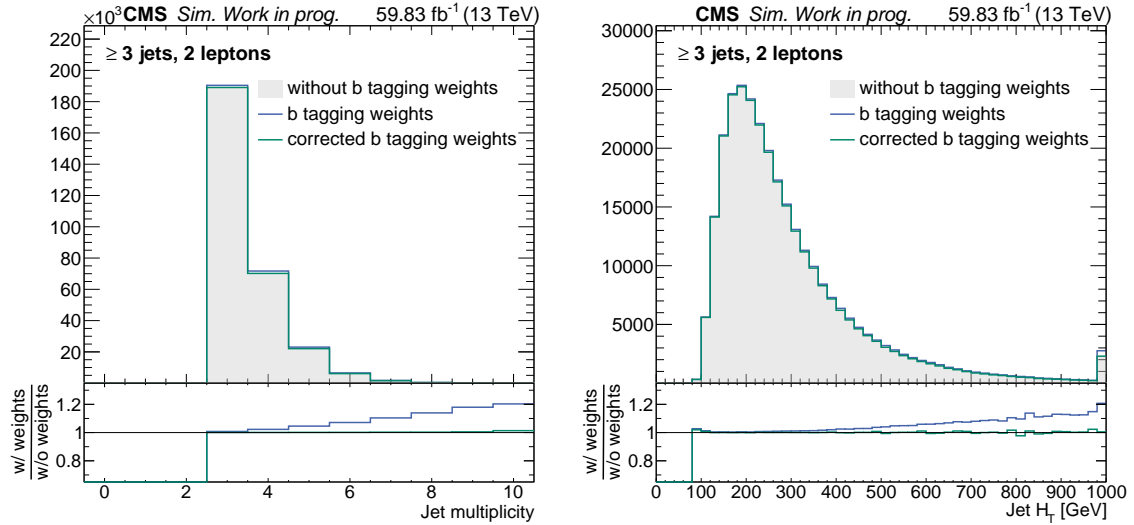 ×10³ CMS Sim. Work in prog. 59.83 fb⁻¹ (13 TeV)
≥ 3 jets, 2 leptons
without b tagging weights
b tagging weights
corrected b tagging weights
220
200
180
160
140
120
100
80
60
40
20
w/ weights
w/o weights
1.2
1
0.8
0 2 4 6 8 10
Jet multiplicity
CMS Sim. Work in prog. 59.83 fb⁻¹ (13 TeV)
≥ 3 jets, 2 leptons
without b tagging weights
b tagging weights
corrected b tagging weights
30000
25000
20000
15000
10000
5000
w/ weights
w/o weights
1.2
1
0.8
0 100 200 300 400 500 600 700 800 900 1000
Jet H_T [GeV]